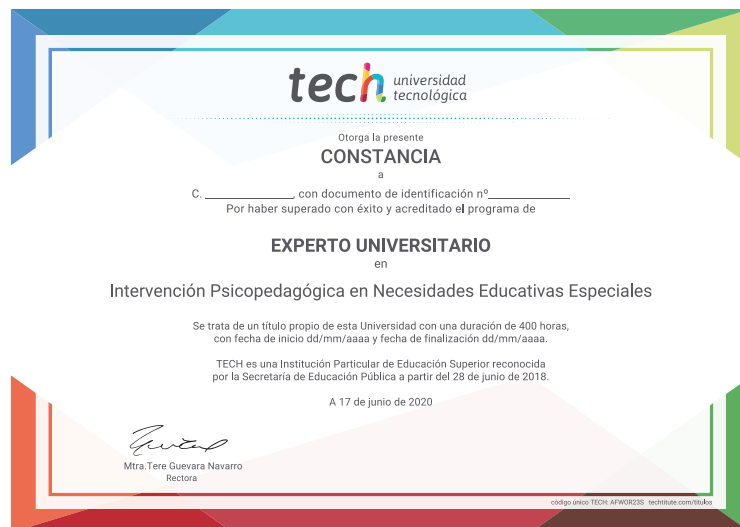 tech universidad
tecnológica
Otorga la presente
CONSTANCIA
a
C. ______________, con documento de identificación nº______________
Por haber superado con éxito y acreditado el programa de
EXPERTO UNIVERSITARIO
en
Intervención Psicopedagógica en Necesidades Educativas Especiales
Se trata de un título propio de esta Universidad con una duración de 400 horas,
con fecha de inicio dd/mm/aaaa y fecha de finalización dd/mm/aaaa.
TECH es una Institución Particular de Educación Superior reconocida
por la Secretaría de Educación Pública a partir del 28 de junio de 2018.
A 17 de junio de 2020
Mtra.Tere Guevara Navarro
Rectora
código único TECH: AFWOR23S techtitute.com/titulos